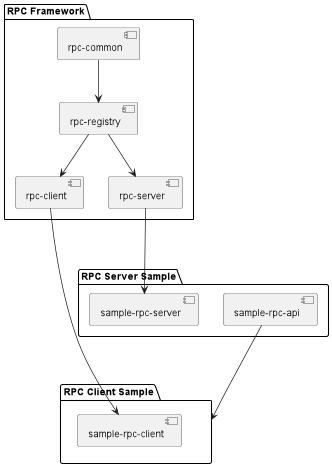 RPC Framework
rpc-common
rpc-registry
rpc-client
rpc-server
RPC Server Sample
sample-rpc-server
sample-rpc-api
RPC Client Sample
sample-rpc-client